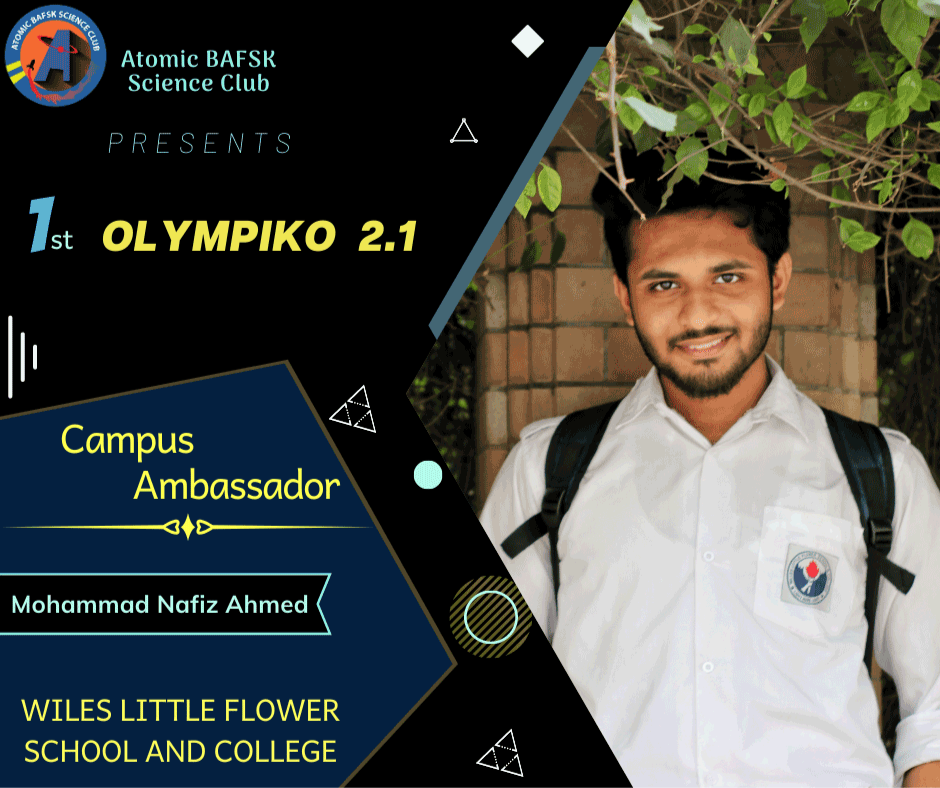 ATOMIC BAFSK SCIENCE CLUB
A
Atomic BAFSK
Science Club
PRESENTS
1st OLYMPIKO 2.1
Campus
Ambassador
Mohammad Nafiz Ahmed
WILES LITTLE FLOWER
SCHOOL AND COLLEGE